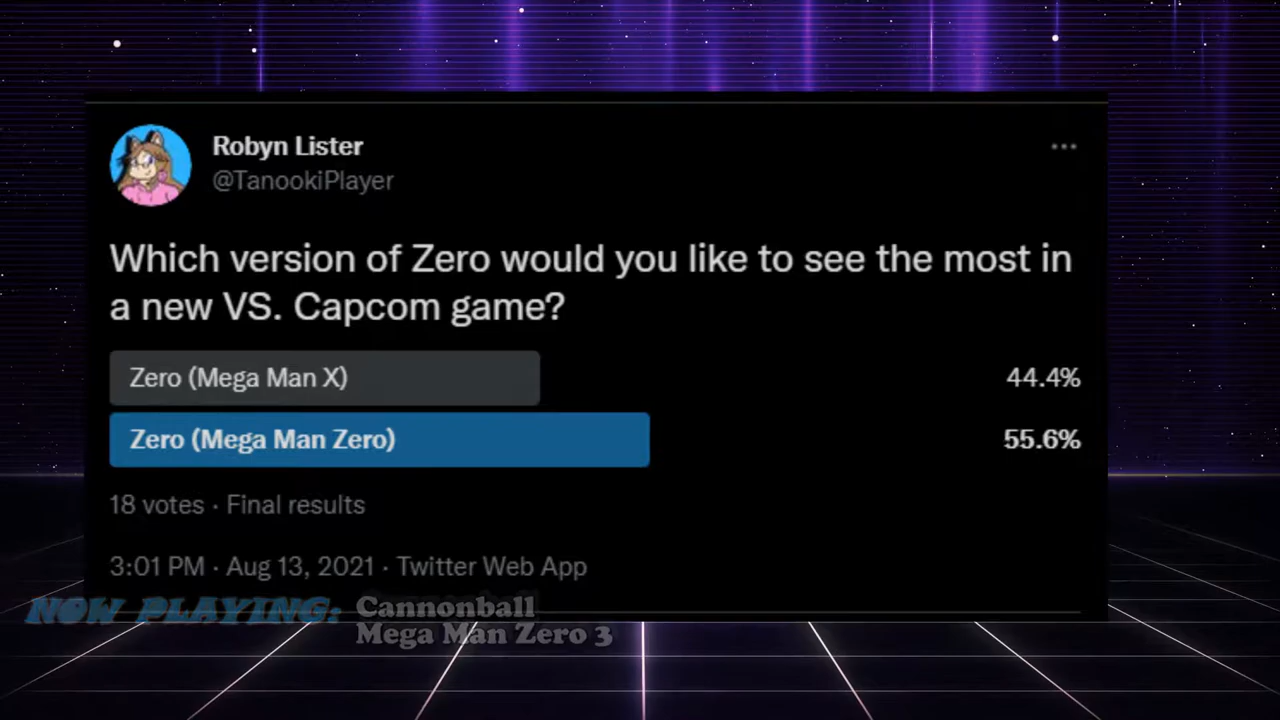 Robyn Lister
@TanookiPlayer
Which version of Zero would you like to see the most in
a new VS. Capcom game?
Zero (Mega Man X) 44.4%
Zero (Mega Man Zero) 55.6%
18 votes · Final results
3:01 PM · Aug 13, 2021 · Twitter Web App
NOW PLAYING: Cannonball
Mega Man Zero 3